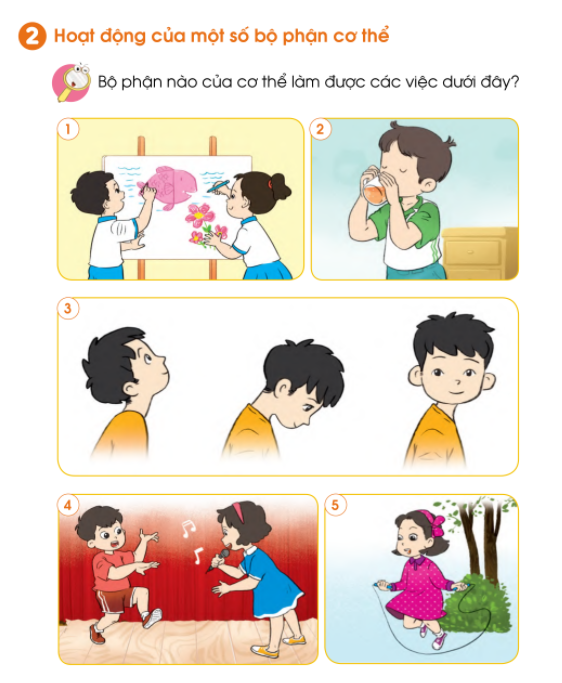 2 Hoạt động của một số bộ phận cơ thể
Bộ phận nào của cơ thể làm được các việc dưới đây?
1
2
3
4
5